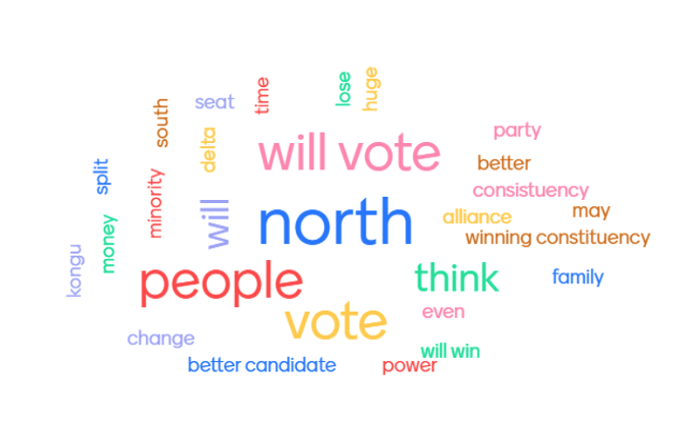 time
lose
huge
seat
south
delta
will vote
party
better
split
minority
consistuency
will
north
alliance
may
winning constituency
money
kongu
people
think
family
vote
even
change
will win
better candidate
power